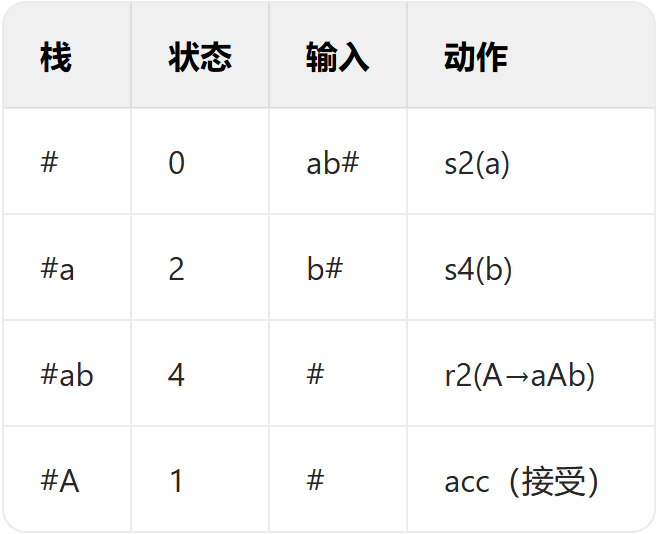 栈 状态 输入 动作
# 0 ab# s2(a)
#a 2 b# s4(b)
#ab 4 # r2(A→aAb)
#A 1 # acc（接受）